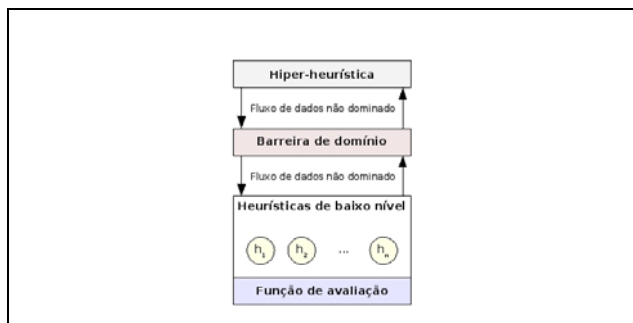 Hiper-heurística
Fluxo de dados não dominado
Barreira de domínio
Fluxo de dados não dominado
Heurísticas de baixo nível
h1 h2 ... hn
Função de avaliação